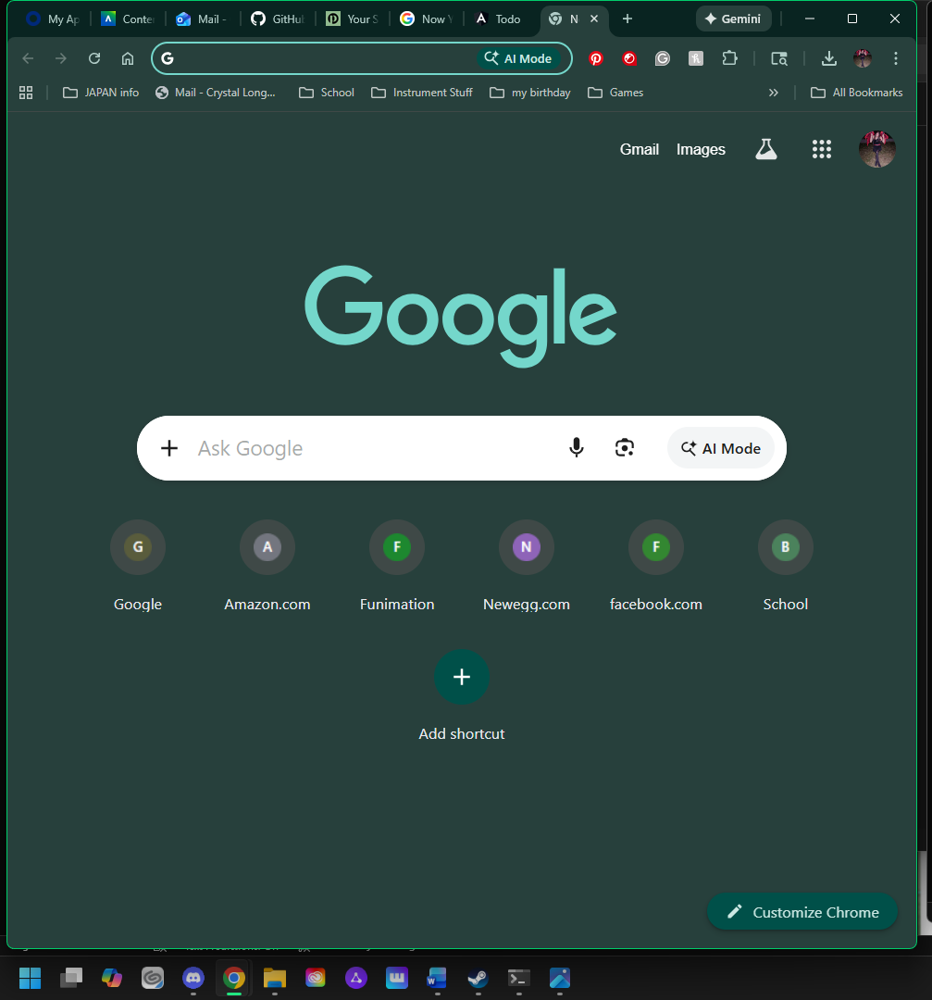 My Ap
Conte
Mail -
GitHub
Your S
Now Y
Todo
N
Gemini
AI Mode
JAPAN info
Mail - Crystal Long...
School
Instrument Stuff
my birthday
Games
All Bookmarks
Gmail
Images
Google
Ask Google
AI Mode
G
A
F
N
F
B
Google
Amazon.com
Funimation
Newegg.com
facebook.com
School
Add shortcut
Customize Chrome